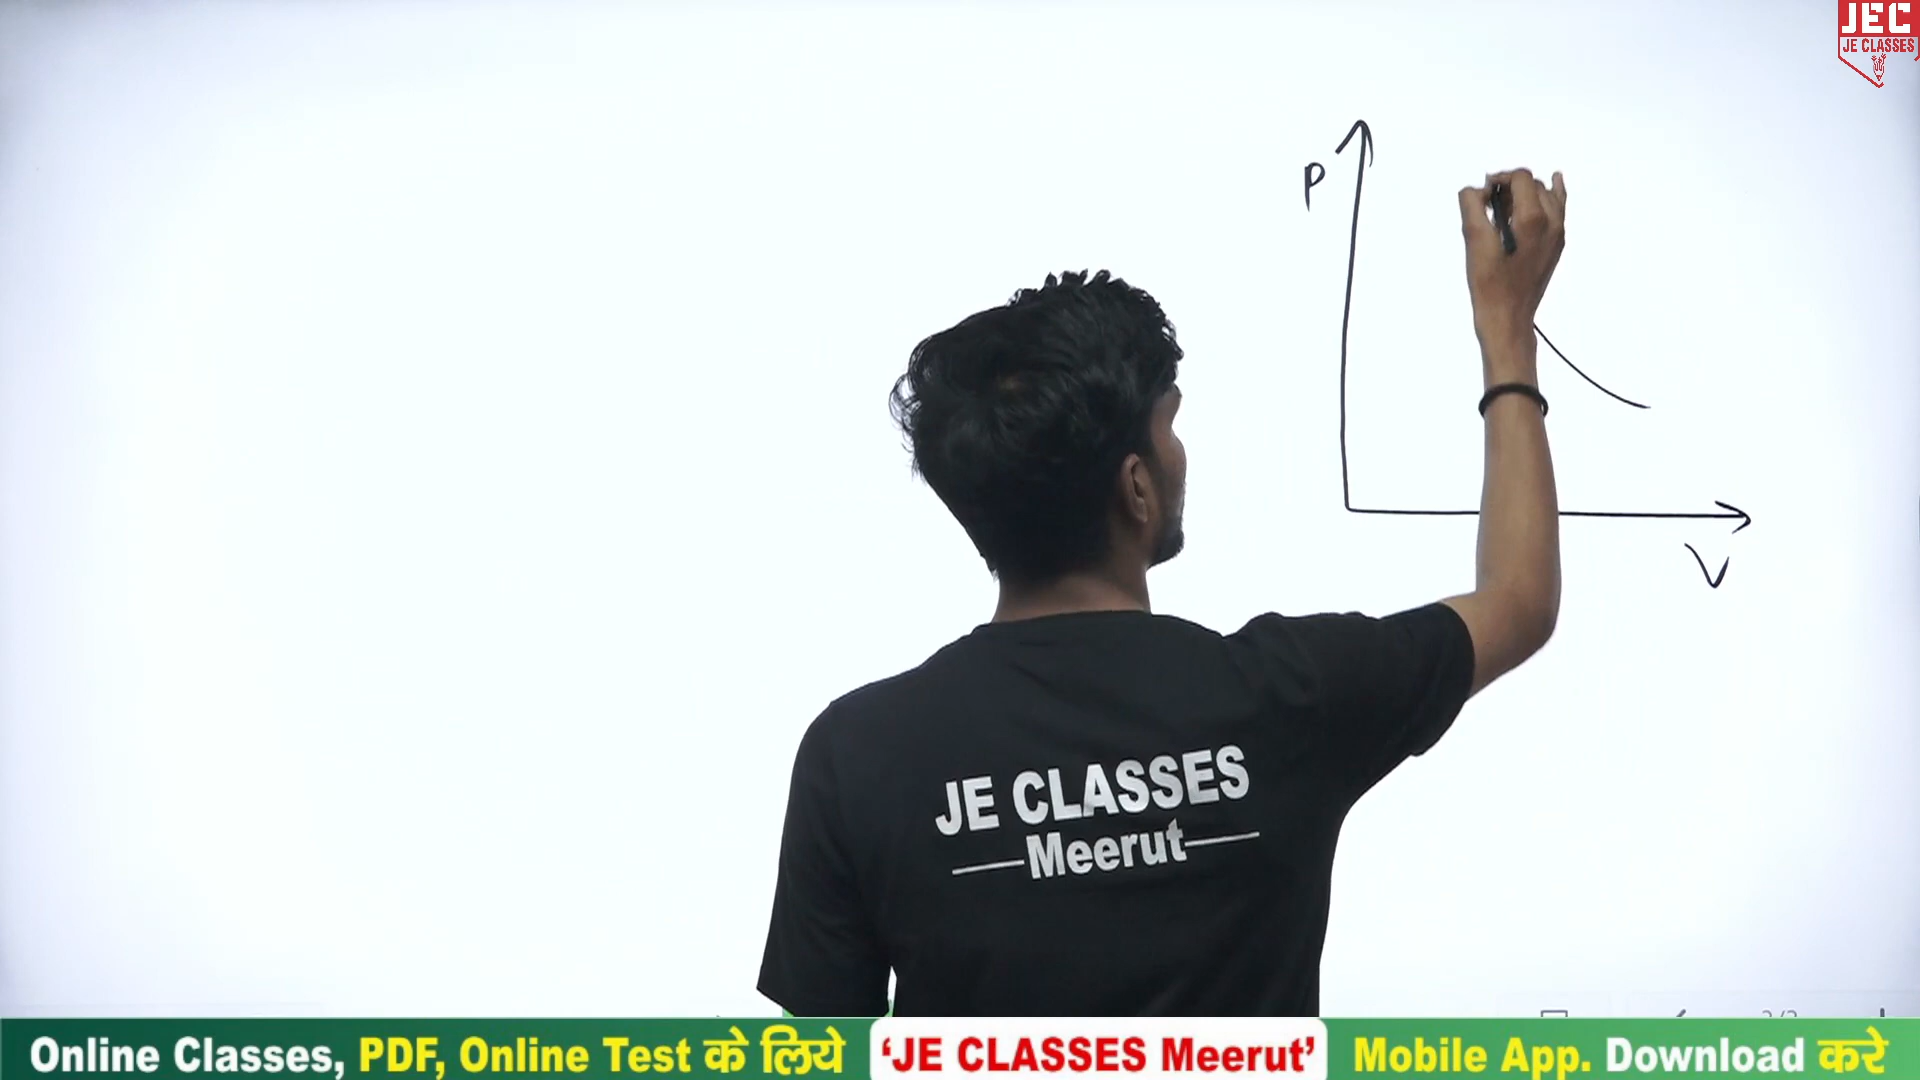 JEC
JE CLASSES
P
V
JE CLASSES
Meerut
Online Classes, PDF, Online Test के लिये ‘JE CLASSES Meerut’ Mobile App. Download करे